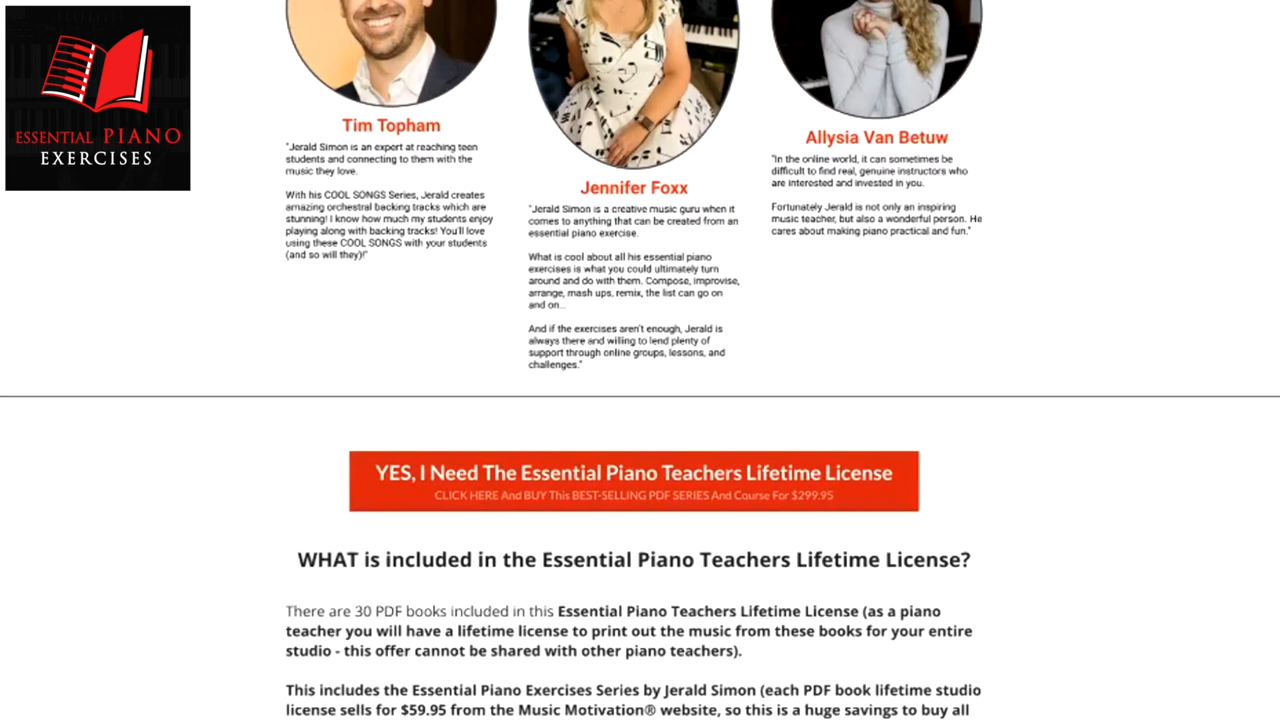 ESSENTIAL PIANO
EXERCISES
Tim Topham
"Jerald Simon is an expert at reaching teen
students and connecting to them with the
music they love.
With his COOL SONGS Series, Jerald creates
amazing orchestral backing tracks which are
stunning! I know how much my students enjoy
playing along with backing tracks! You'll love
using these COOL SONGS with your students
(and so will they)!"
Jennifer Foxx
"Jerald Simon is a creative music guru when it
comes to anything that can be created from an
essential piano exercise.
What is cool about all his essential piano
exercises is what you could ultimately turn
around and do with them. Compose, improvise,
arrange, mash ups, remix, the list can go on
and on...
And if the exercises aren't enough, Jerald is
always there and willing to lend plenty of
support through online groups, lessons, and
challenges."
Allysia Van Betuw
"In the online world, it can sometimes be
difficult to find real, genuine instructors who
are interested and invested in you.
Fortunately Jerald is not only an inspiring
music teacher, but also a wonderful person. He
cares about making piano practical and fun."
YES, I Need The Essential Piano Teachers Lifetime License
CLICK HERE And BUY This BEST-SELLING PDF SERIES And Course For $299.95
WHAT is included in the Essential Piano Teachers Lifetime License?
There are 30 PDF books included in this Essential Piano Teachers Lifetime License (as a piano
teacher you will have a lifetime license to print out the music from these books for your entire
studio - this offer cannot be shared with other piano teachers).
This includes the Essential Piano Exercises Series by Jerald Simon (each PDF book lifetime studio
license sells for $59.95 from the Music Motivation® website, so this is a huge savings to buy all